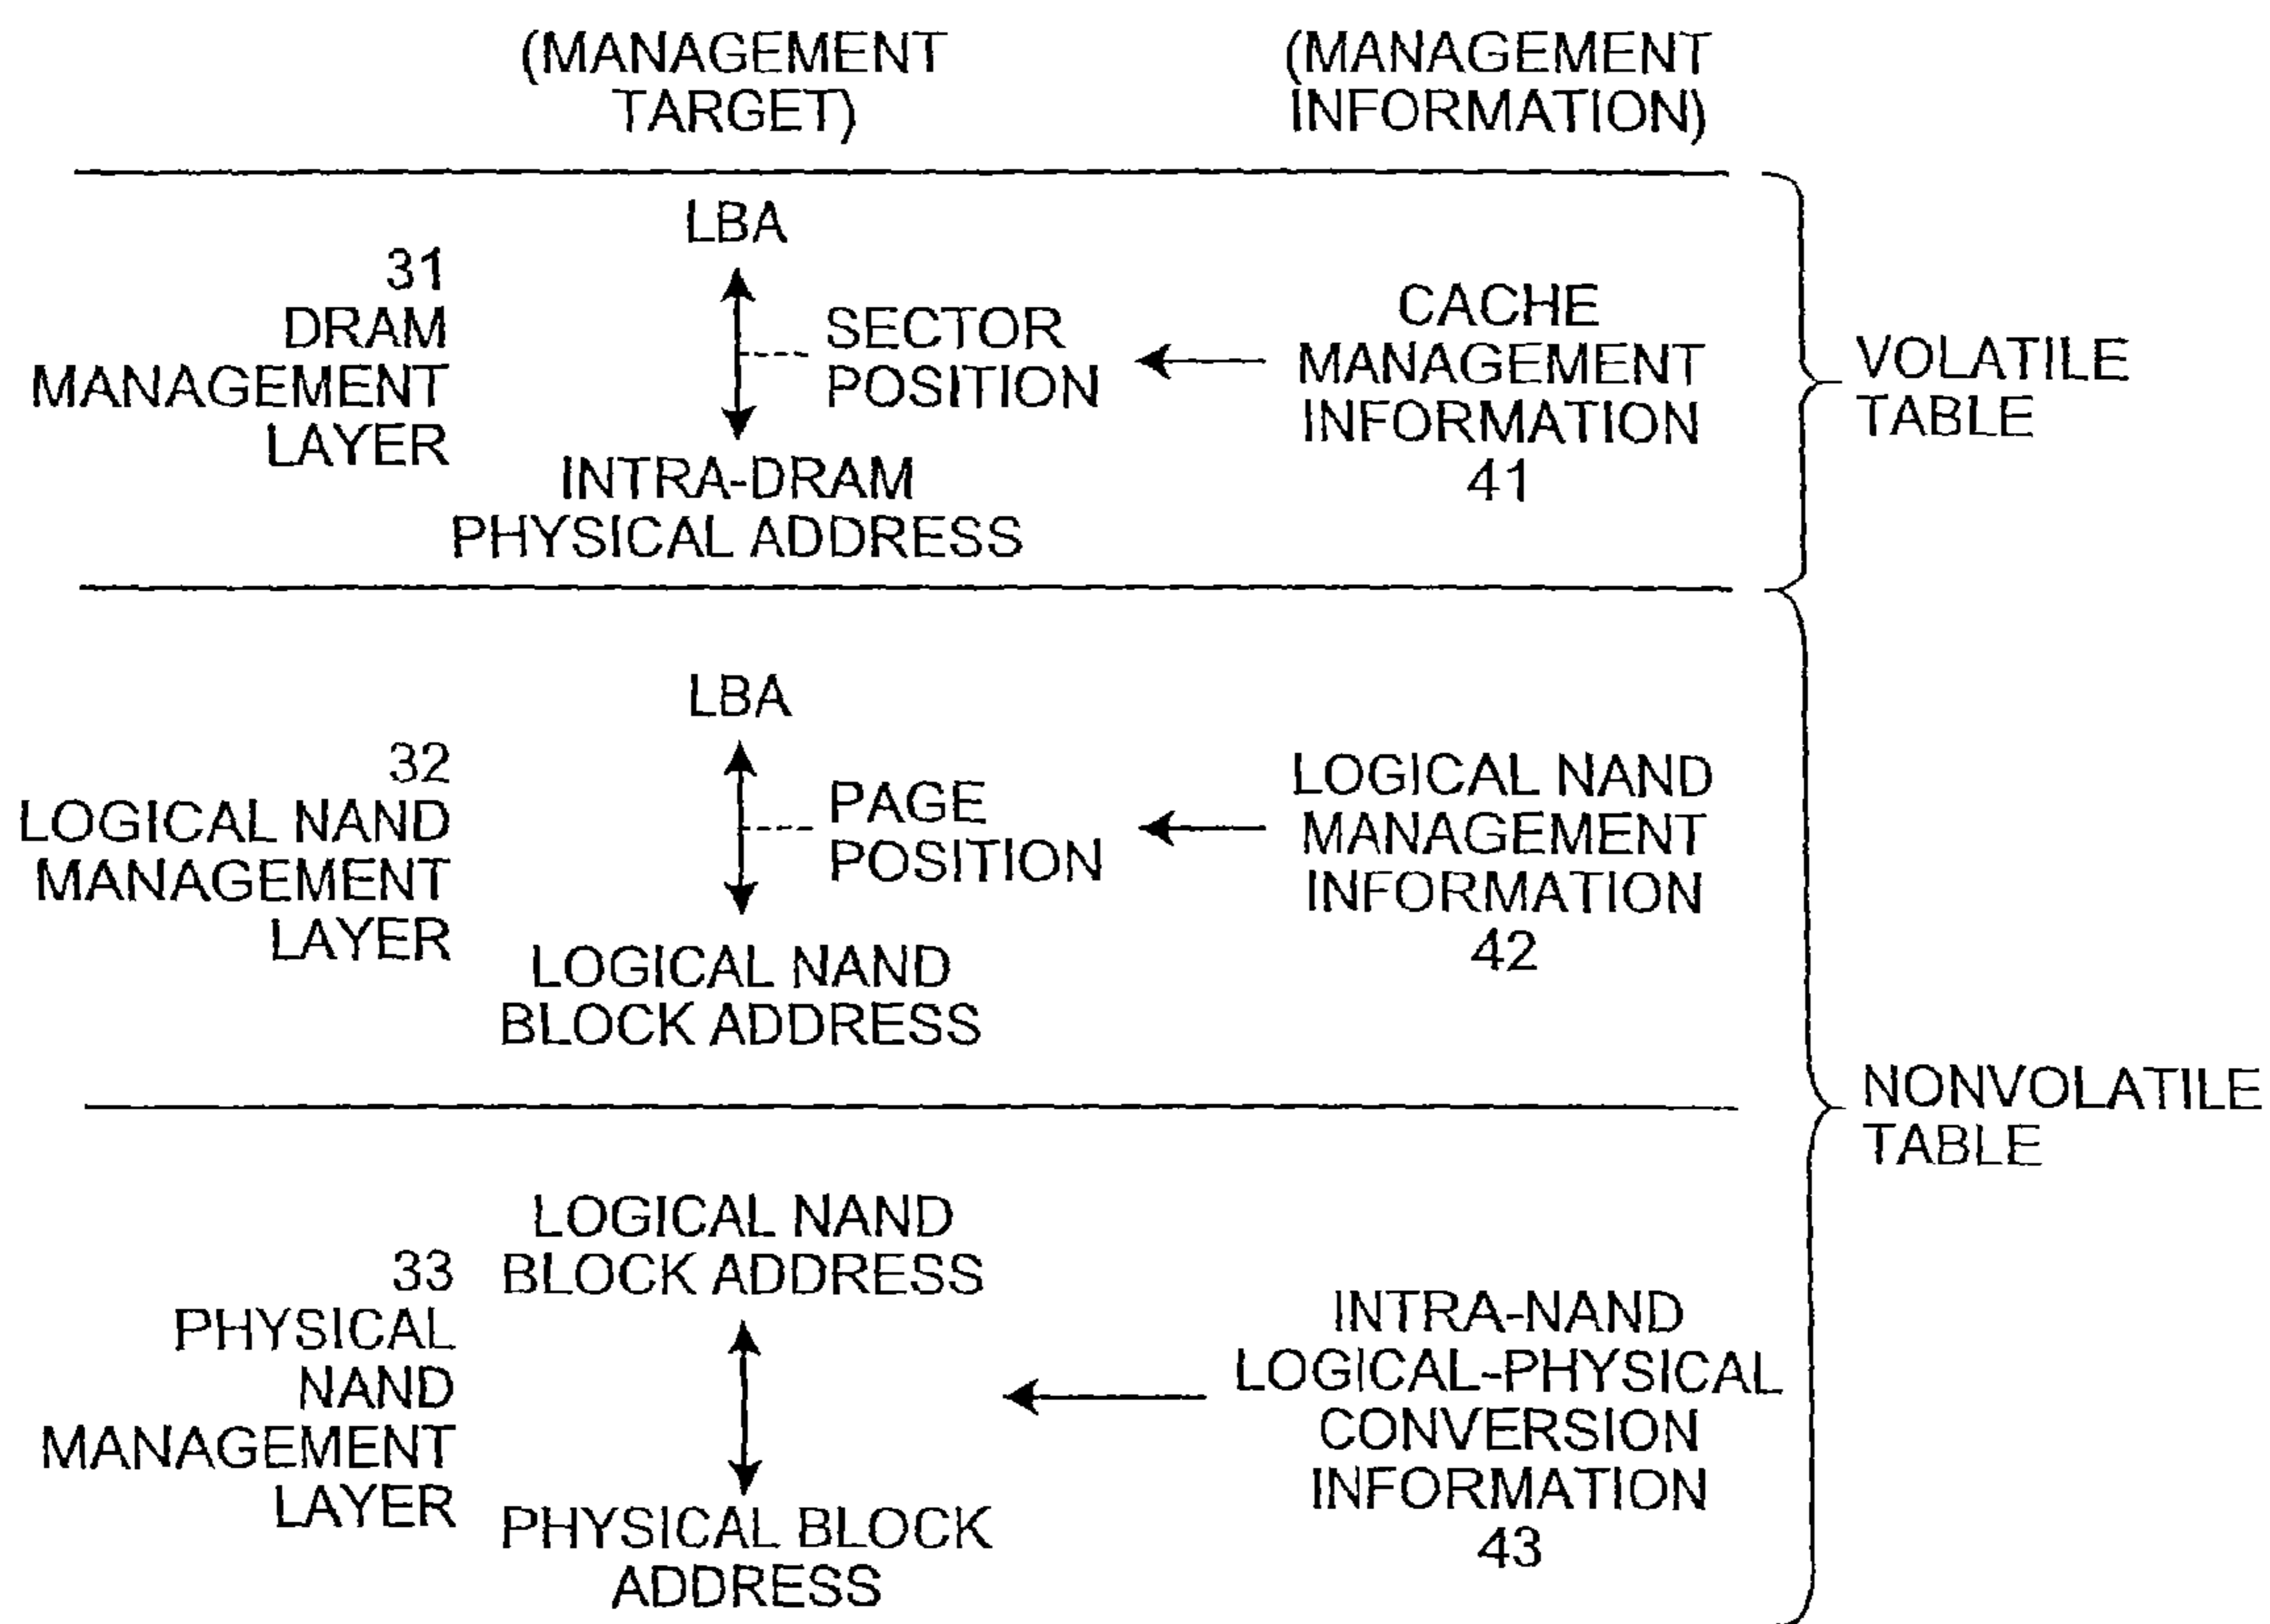 (MANAGEMENT
TARGET)
(MANAGEMENT
INFORMATION)
31
DRAM
MANAGEMENT
LAYER
LBA
SECTOR
POSITION
INTRA-DRAM
PHYSICAL ADDRESS
CACHE
MANAGEMENT
INFORMATION
41
VOLATILE
TABLE
32
LOGICAL NAND
MANAGEMENT
LAYER
LBA
PAGE
POSITION
LOGICAL NAND
BLOCK ADDRESS
LOGICAL NAND
MANAGEMENT
INFORMATION
42
NONVOLATILE
TABLE
33
PHYSICAL
NAND
MANAGEMENT
LAYER
LOGICAL NAND
BLOCK ADDRESS
PHYSICAL BLOCK
ADDRESS
INTRA-NAND
LOGICAL-PHYSICAL
CONVERSION
INFORMATION
43